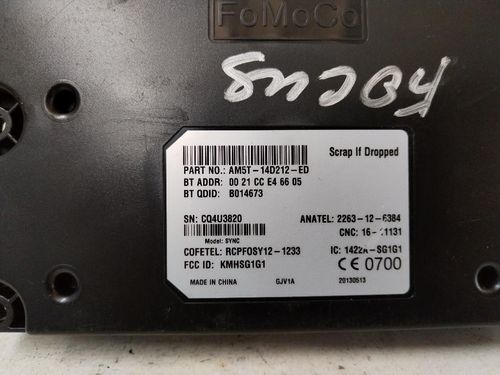 FoMoCo
FOCUS
Scrap If Dropped
PART NO.: AM5T-14D212-ED
BT ADDR: 00 21 CC E4 66 05
BT QDID: B014673
SN: CQ4U3820
ANATEL: 2263-12-6384
Model: SYNC
CNC: 16-11131
COFETEL: RCPFOSY12-1233
IC: 1422A-SG1G1
FCC ID: KMHSG1G1
CE 0700
MADE IN CHINA
GJV1A
20130513